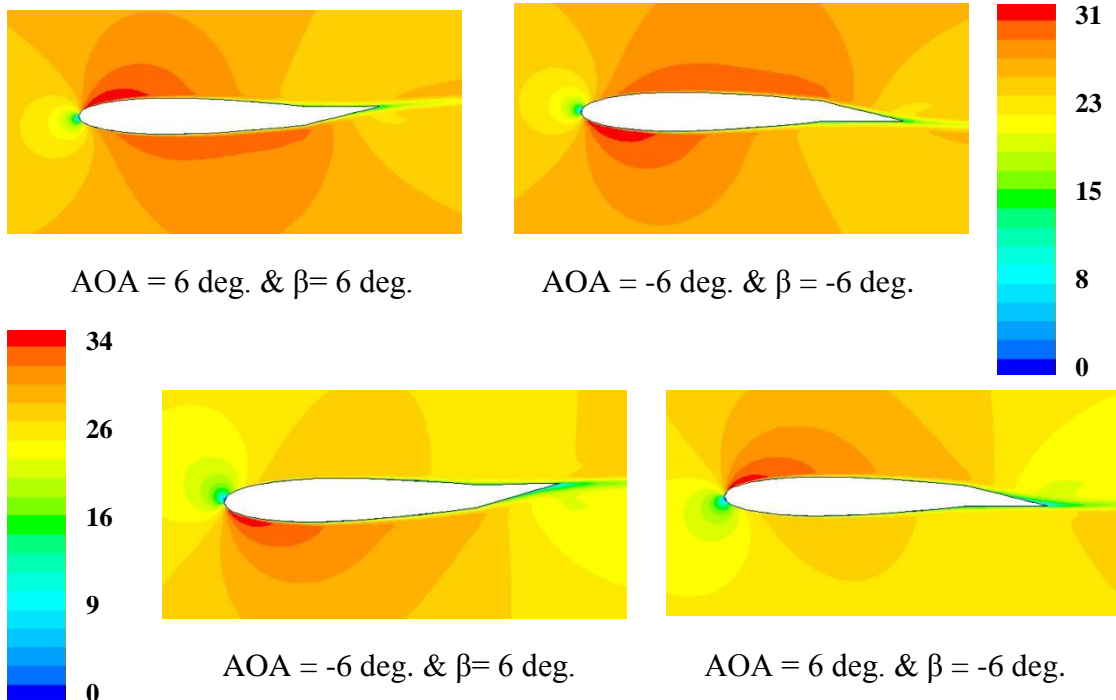 31
23
15
8
0
AOA = 6 deg. & β= 6 deg.
AOA = -6 deg. & β = -6 deg.
34
26
16
9
0
AOA = -6 deg. & β= 6 deg.
AOA = 6 deg. & β = -6 deg.